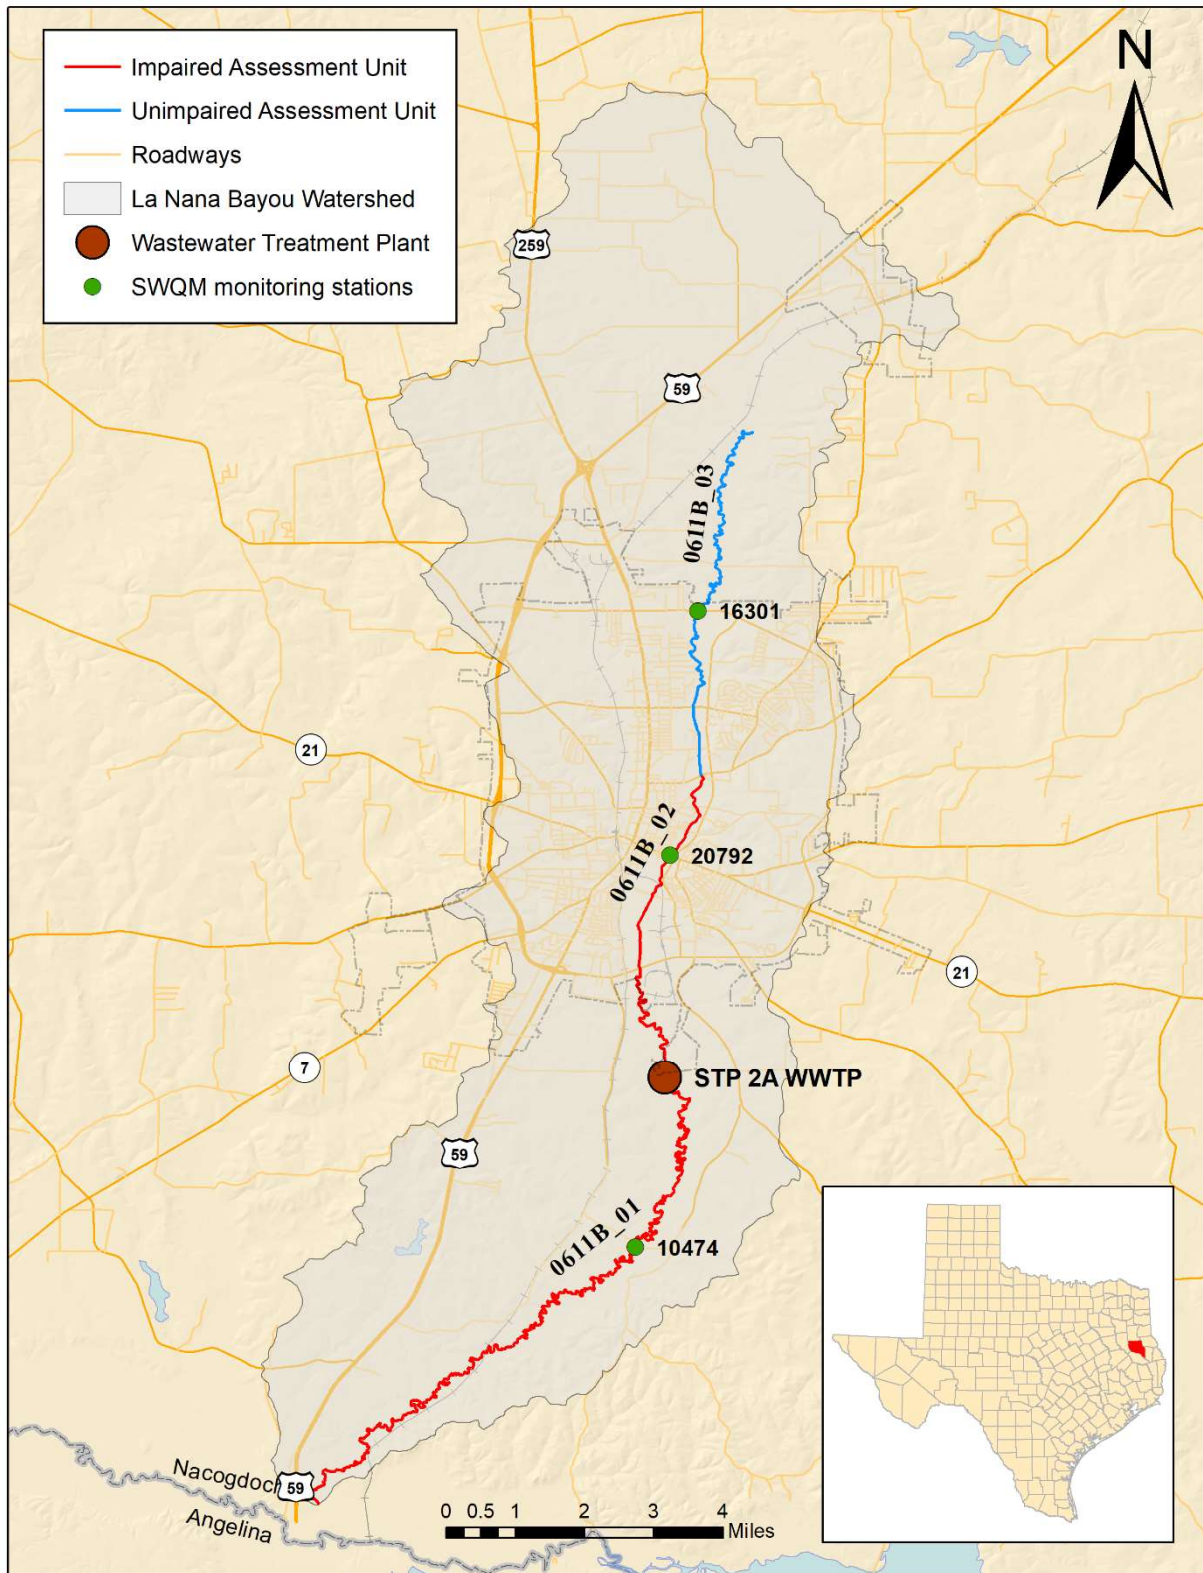 Impaired Assessment Unit
Unimpaired Assessment Unit
Roadways
La Nana Bayou Watershed
Wastewater Treatment Plant
SWQM monitoring stations
N
259
59
0611B_03
16301
21
0611B_02
20792
21
7
STP 2A WWTP
59
0611B_01
10474
Nacogdoch
59
Angelina
0 0.5 1 2 3 4
Miles